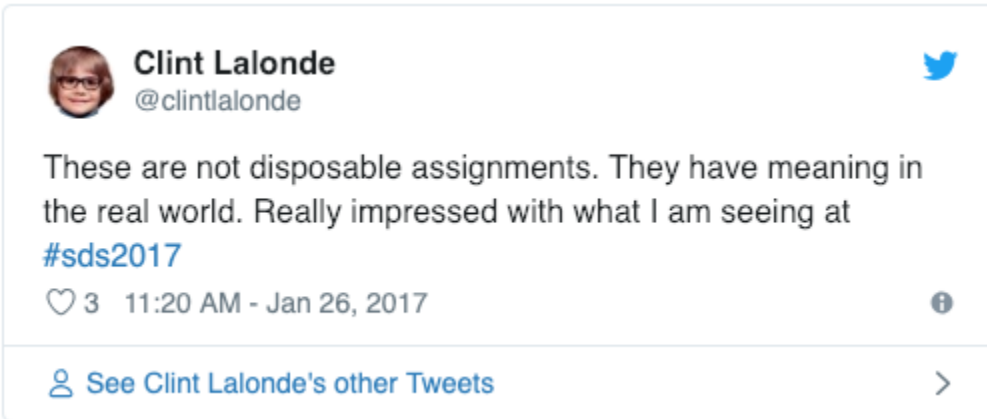 Clint Lalonde
@clintlalonde
These are not disposable assignments. They have meaning in
the real world. Really impressed with what I am seeing at
#sds2017
3 11:20 AM - Jan 26, 2017
See Clint Lalonde's other Tweets